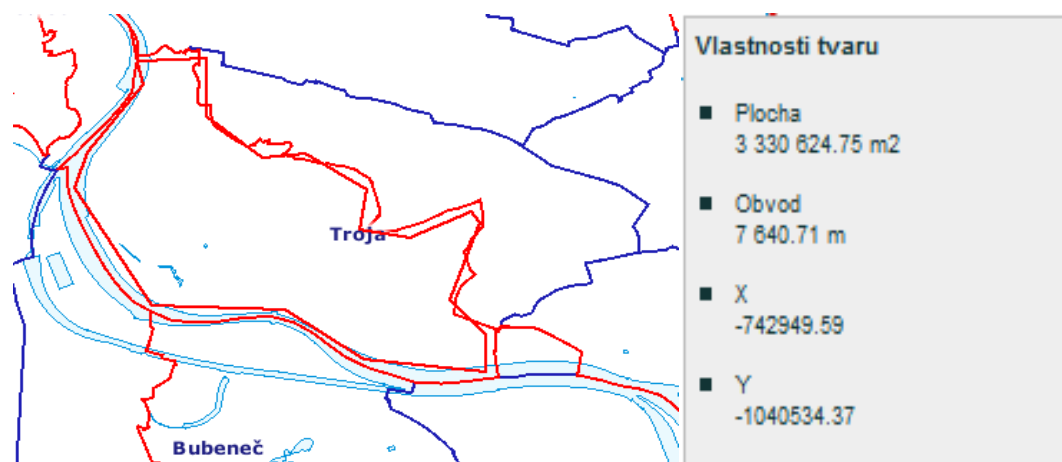 Troja
Bubeneč
Vlastnosti tvaru
Plocha
3 330 624.75 m2
Obvod
7 640.71 m
X
-742949.59
Y
-1040534.37